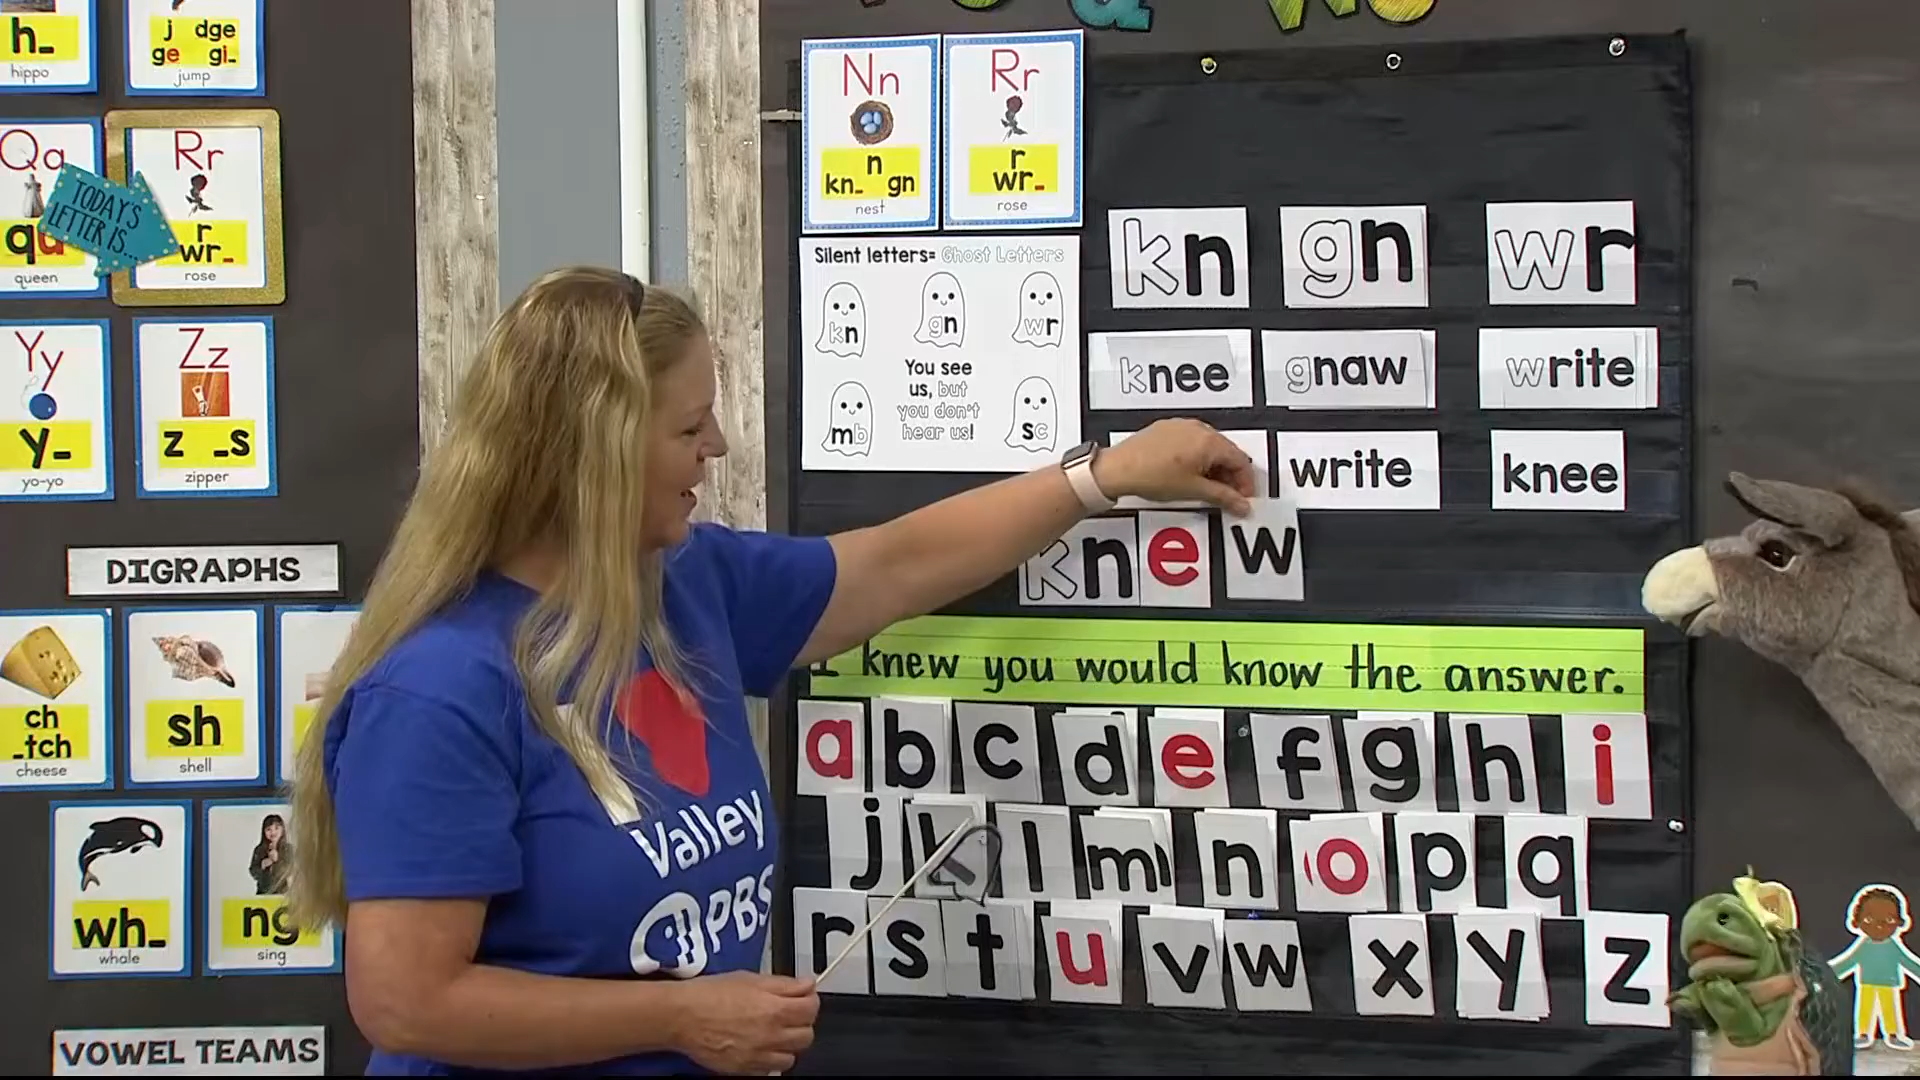 h_
hippo
j dge
ge gi_
jump
Qq
qu
queen
TODAY'S
LETTER IS...
Rr
r
wr_
rose
Yy
y_
yo-yo
Zz
z _s
zipper
DIGRAPHS
ch
_tch
cheese
sh
shell
wh_
whale
ng
sing
VOWEL TEAMS
Nn
n
kn_ gn
nest
Rr
r
wr_
rose
Silent letters= Ghost Letters
kn gn wr
You see
us, but
you don't
hear us!
mb sc
kn gn wr
knee gnaw write
write knee
knew
I knew you would know the answer.
a b c d e f g h i
j k l m n o p q
r s t u v w x y z
Valley
PBS